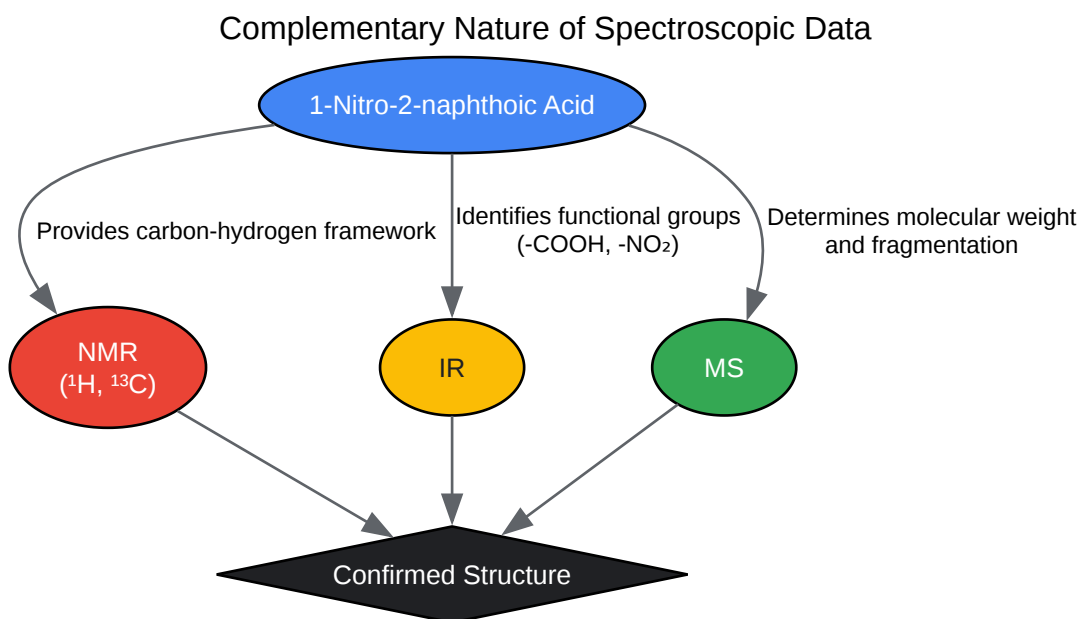 Complementary Nature of Spectroscopic Data
1-Nitro-2-naphthoic Acid
Provides carbon-hydrogen framework
Identifies functional groups
(-COOH, -NO₂)
Determines molecular weight
and fragmentation
NMR
(¹H, ¹³C)
IR
MS
Confirmed Structure